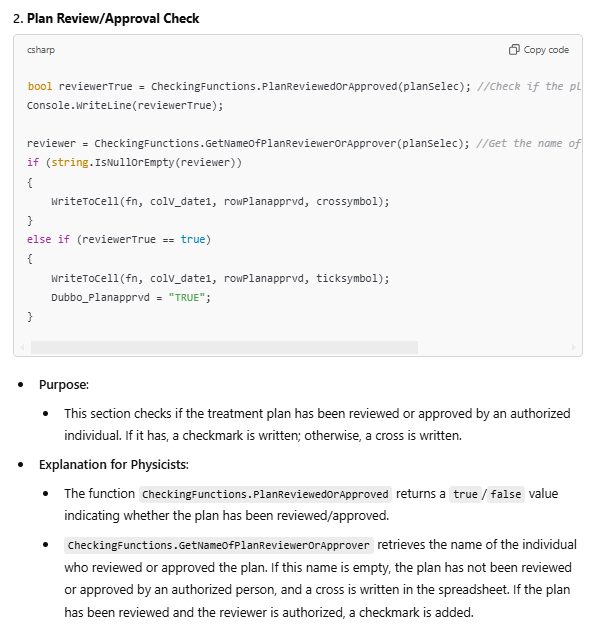 2. Plan Review/Approval Check
csharp
Copy code
bool reviewerTrue = CheckingFunctions.PlanReviewedOrApproved(planSelec); //Check if the
Console.WriteLine(reviewerTrue);
reviewer = CheckingFunctions.GetNameOfPlanReviewerOrApprover(planSelec); //Get the name of
if (string.IsNullOrEmpty(reviewer))
{
WriteToCell(fn, colV_date1, rowPlanapprvd, crossymbol);
}
else if (reviewerTrue == true)
{
WriteToCell(fn, colV_date1, rowPlanapprvd, ticksymbol);
Dubbo_Planapprvd = "TRUE";
}
• Purpose:
• This section checks if the treatment plan has been reviewed or approved by an authorized
individual. If it has, a checkmark is written; otherwise, a cross is written.
• Explanation for Physicists:
• The function CheckingFunctions.PlanReviewedOrApproved returns a true / false value
indicating whether the plan has been reviewed/approved.
• CheckingFunctions.GetNameOfPlanReviewerOrApprover retrieves the name of the individual
who reviewed or approved the plan. If this name is empty, the plan has not been reviewed
or approved by an authorized person, and a cross is written in the spreadsheet. If the plan
has been reviewed and the reviewer is authorized, a checkmark is added.